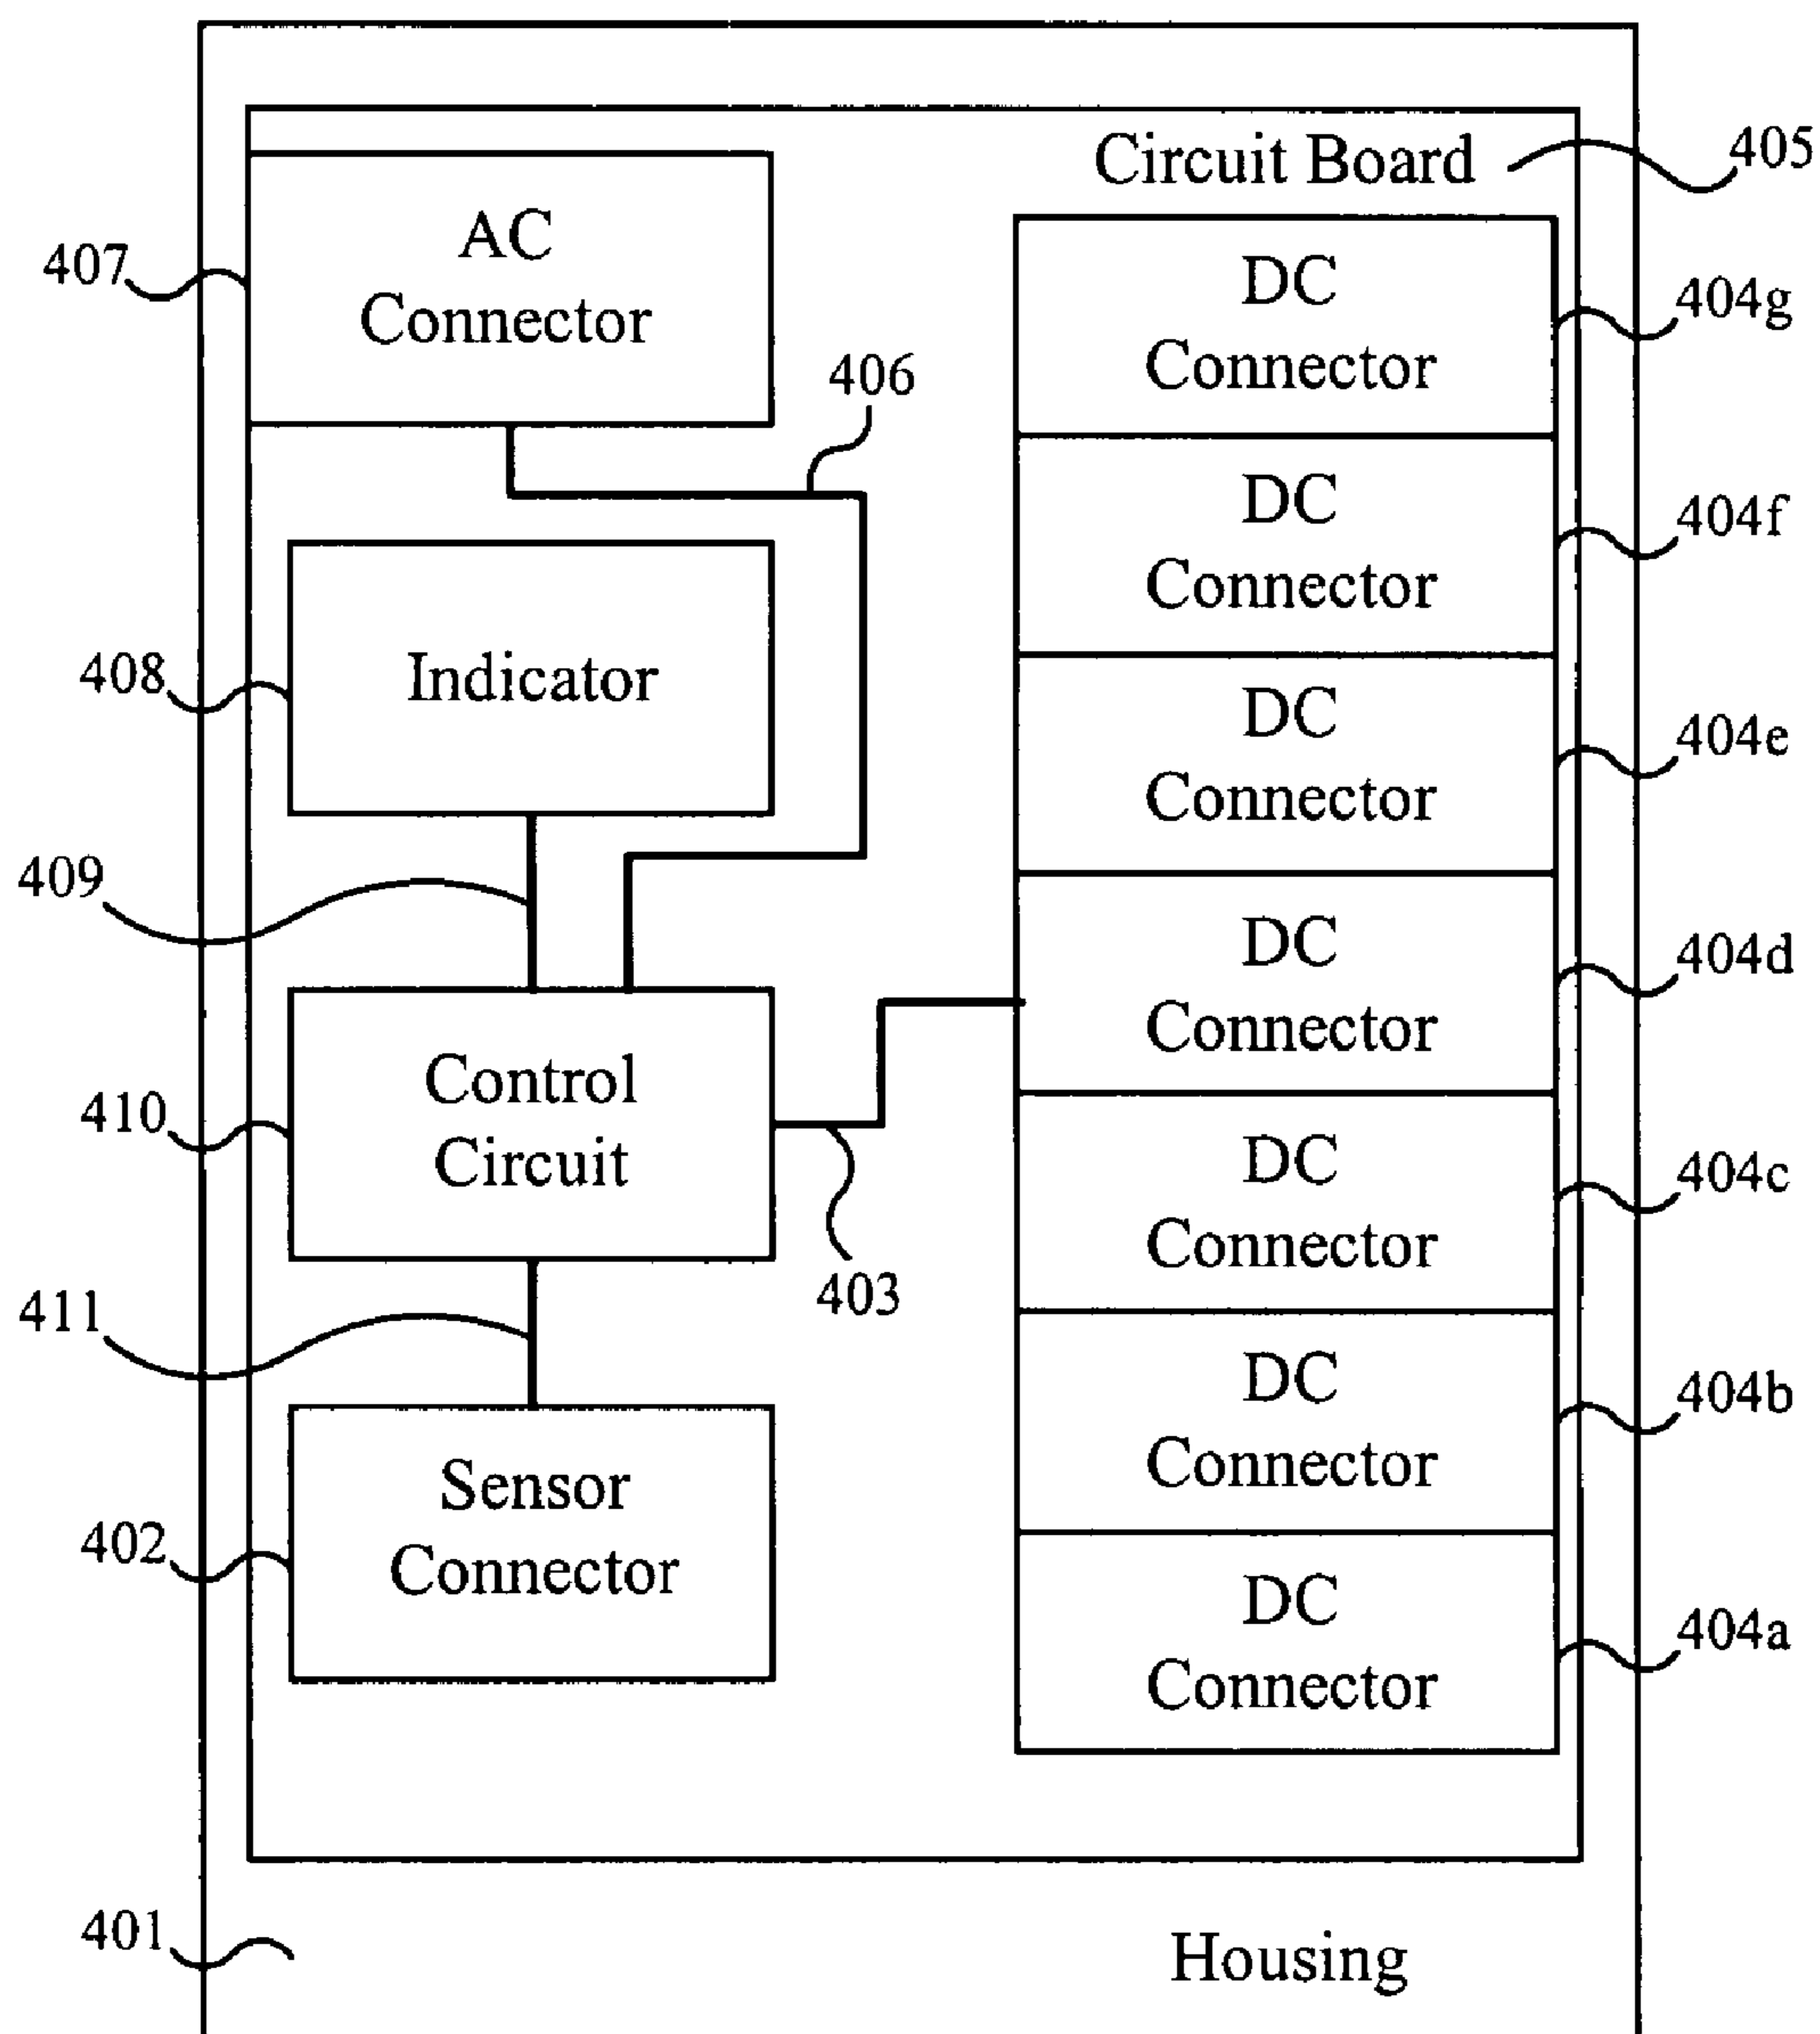 Circuit Board
405
AC
Connector
407
406
Indicator
408
409
Control
Circuit
410
403
411
Sensor
Connector
402
DC
Connector
404g
DC
Connector
404f
DC
Connector
404e
DC
Connector
404d
DC
Connector
404c
DC
Connector
404b
DC
Connector
404a
401
Housing